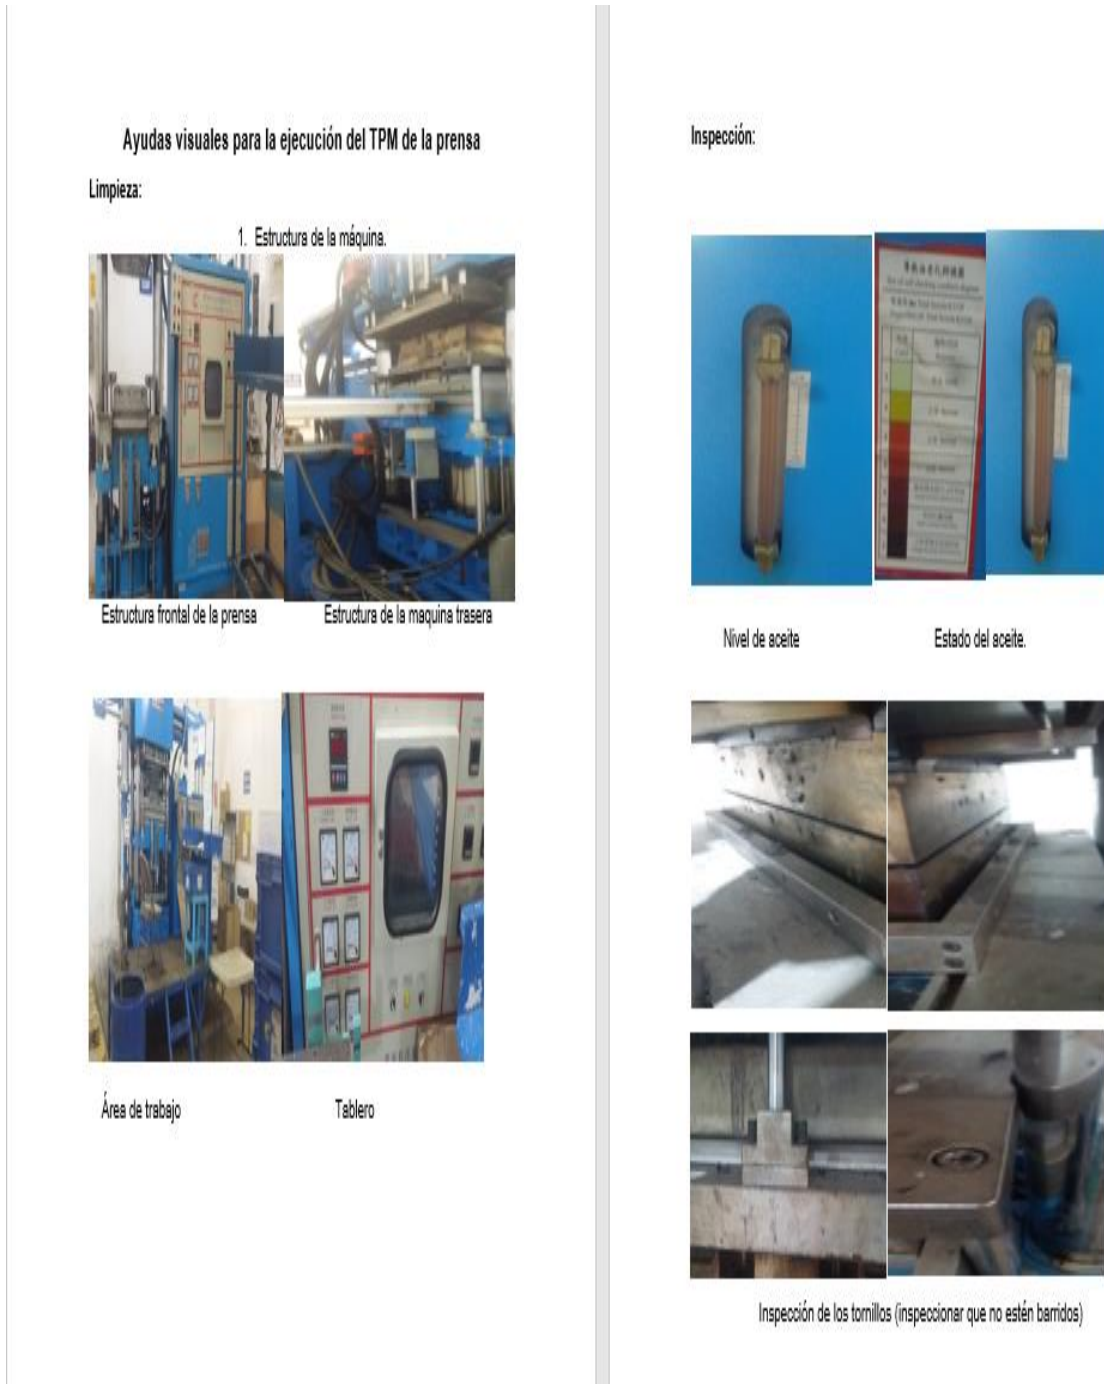 Ayudas visuales para la ejecución del TPM de la prensa
Limpieza:
1. Estructura de la máquina.
Estructura frontal de la prensa
Estructura de la maquina trasera
Área de trabajo
Tablero
Inspección:
Nivel de aceite
Estado del aceite.
Inspección de los tornillos (inspeccionar que no estén barridos)